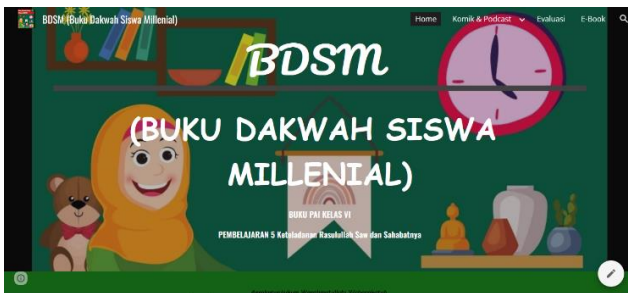 BDSM (Buku Dakwah Siswa Millenial)
Home Komik & Podcast Evaluasi E-Book
BDSM
(BUKU DAKWAH SISWA
MILLENIAL)
BUKU PAI KELAS VI
PEMBELAJARAN 5 Keteladanan Rasulullah Saw dan Sahabatnya